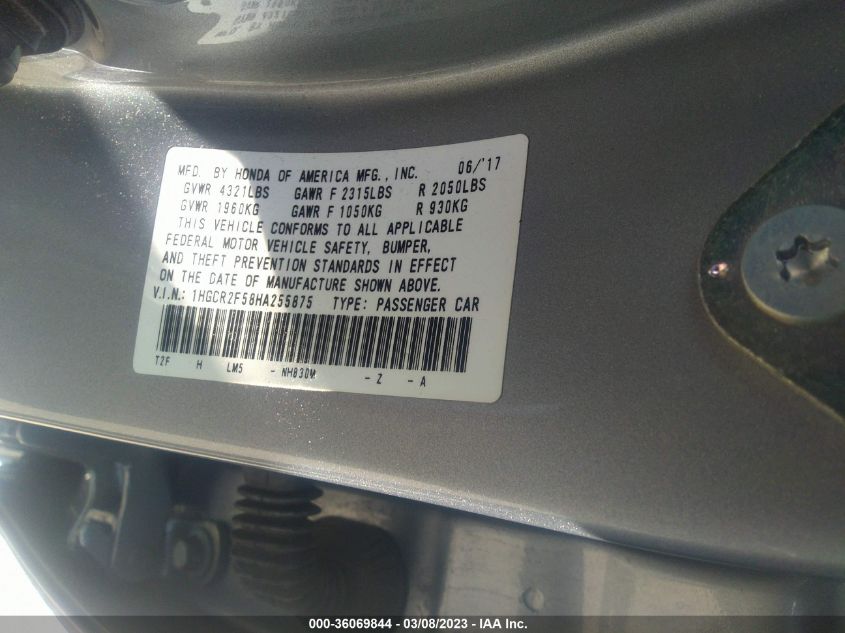 MFD. BY HONDA OF AMERICA MFG., INC. 06/'17
GVWR 4321LBS GAWR F 2315LBS R 2050LBS
GVWR 1960KG GAWR F 1050KG R 930KG
THIS VEHICLE CONFORMS TO ALL APPLICABLE
FEDERAL MOTOR VEHICLE SAFETY, BUMPER,
AND THEFT PREVENTION STANDARDS IN EFFECT
ON THE DATE OF MANUFACTURE SHOWN ABOVE.
V.I.N.: 1HGCR2F58HA255875 TYPE: PASSENGER CAR
T2F H LM5 - NH830M - Z - A
000-36069844 - 03/08/2023 - IAA Inc.